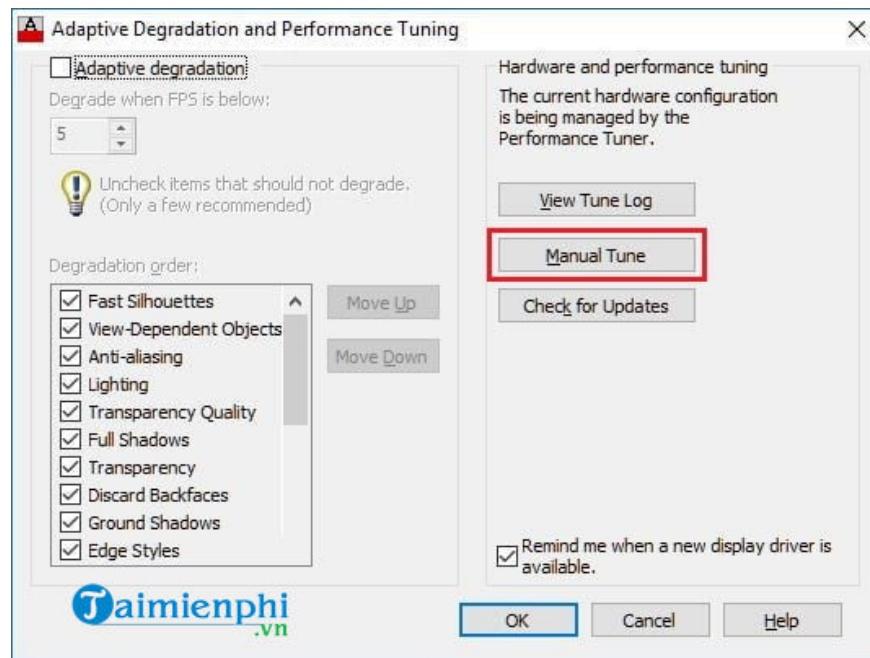 Adaptive Degradation and Performance Tuning
Adaptive degradation
Degrade when FPS is below:
5
Uncheck items that should not degrade.
(Only a few recommended)
Degradation order:
Fast Silhouettes
View-Dependent Objects
Anti-aliasing
Lighting
Transparency Quality
Full Shadows
Transparency
Discard Backfaces
Ground Shadows
Edge Styles
Move Up
Move Down
Hardware and performance tuning
The current hardware configuration
is being managed by the
Performance Tuner.
View Tune Log
Manual Tune
Check for Updates
Remind me when a new display driver is
available.
Taimienphi
.vn
OK
Cancel
Help